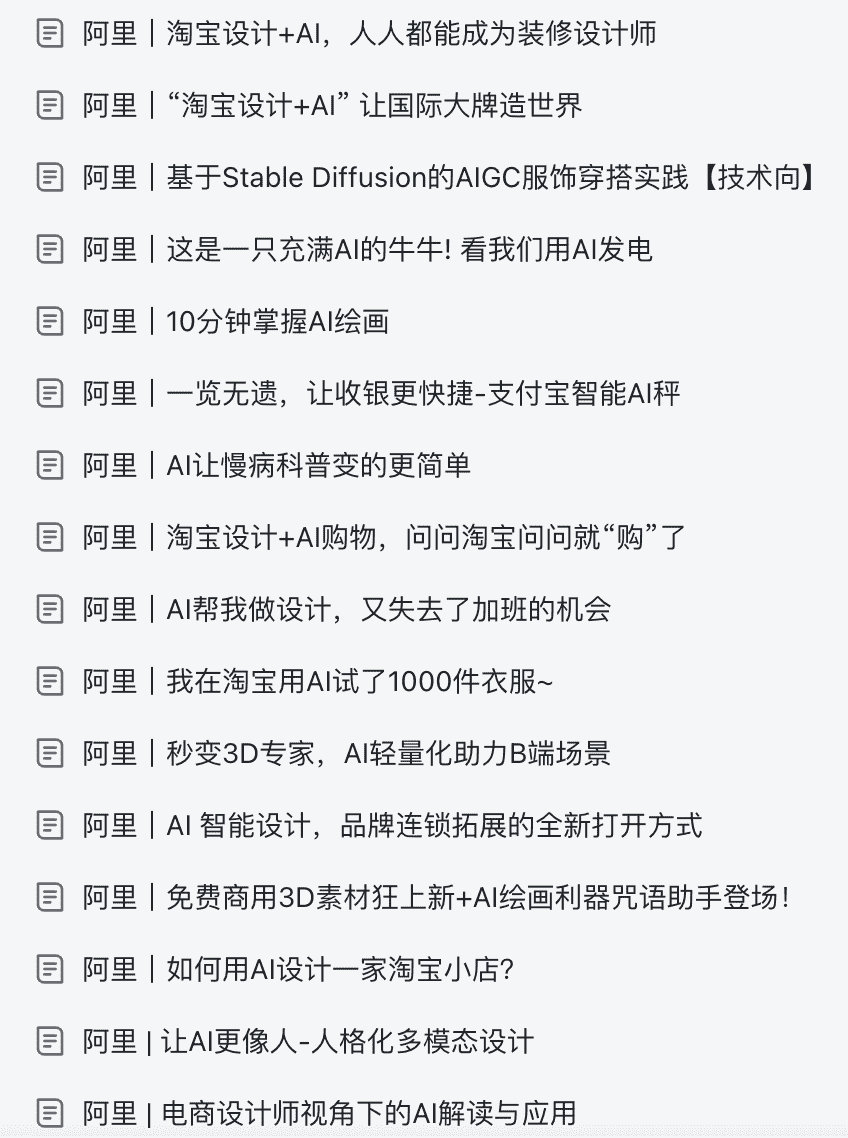 阿里｜淘宝设计+AI，人人都能成为装修设计师
阿里｜“淘宝设计+AI” 让国际大牌造世界
阿里｜基于Stable Diffusion的AIGC服饰穿搭实践【技术向】
阿里｜这是一只充满AI的牛牛! 看我们用AI发电
阿里｜10分钟掌握AI绘画
阿里｜一览无遗，让收银更快捷-支付宝智能AI秤
阿里｜AI让慢病科普变的更简单
阿里｜淘宝设计+AI购物，问问淘宝问问就“购”了
阿里｜AI帮我做设计，又失去了加班的机会
阿里｜我在淘宝用AI试了1000件衣服~
阿里｜秒变3D专家，AI轻量化助力B端场景
阿里｜AI 智能设计，品牌连锁拓展的全新打开方式
阿里｜免费商用3D素材狂上新+AI绘画利器咒语助手登场！
阿里｜如何用AI设计一家淘宝小店?
阿里 | 让AI更像人-人格化多模态设计
阿里 | 电商设计师视角下的AI解读与应用